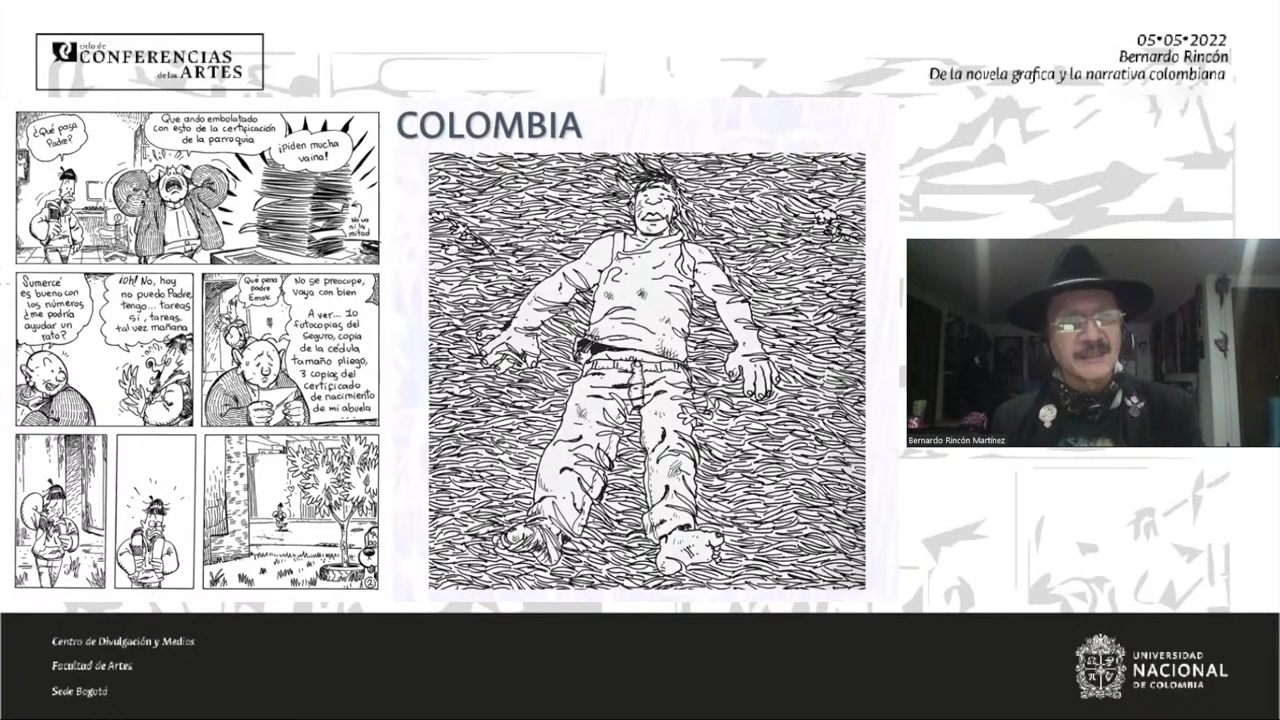 ciclo de
CONFERENCIAS
de las ARTES
05•05•2022
Bernardo Rincón
De la novela grafica y la narrativa colombiana
¿Qué pasa
Padre?
Que ando embolatado
con esto de la certificación
de la parroquia
¡Piden mucha
vaina!
No va
ni la
mitad
Sumercé
es bueno con
los números
¿me podría
ayudar un
rato?
¡oh! No, hoy
no puedo Padre
tengo... tareas
sí, tareas.
tal vez mañana
Qué pena
padre
Emok
No se preocupe,
vaya con bien
A ver... 10
fotocopias del
Seguro, copia
de la cédula
tamaño pliego,
3 copias del
certificado
de nacimiento
de mi abuela
2
COLOMBIA
Bernardo Rincón Martínez
Centro de Divulgación y Medios
Facultad de Artes
Sede Bogotá
UNIVERSIDAD
NACIONAL
DE COLOMBIA